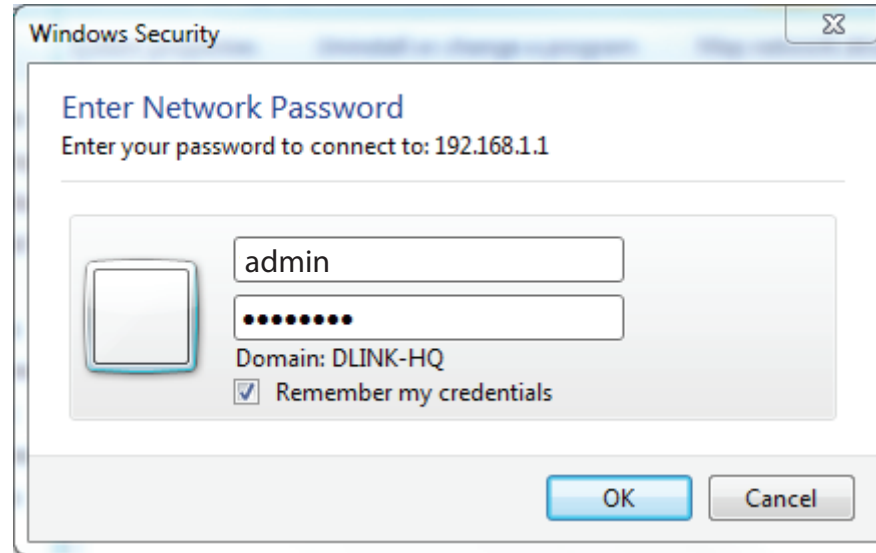 Windows Security
Enter Network Password
Enter your password to connect to: 192.168.1.1
admin
••••••••
Domain: DLINK-HQ
Remember my credentials
OK
Cancel